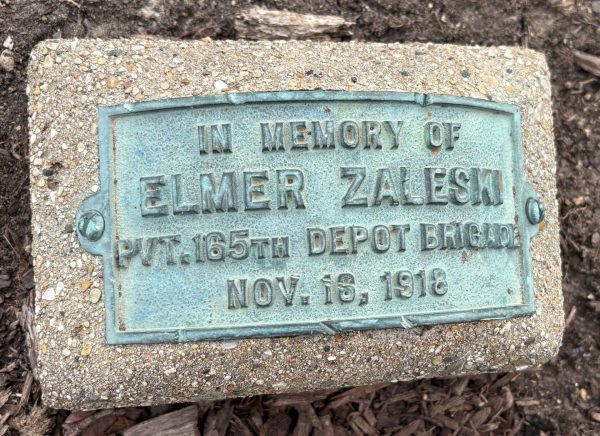 IN MEMORY OF
ELMER ZALESKI
PVT. 165TH DEPOT BRIGADE
NOV. 16, 1918